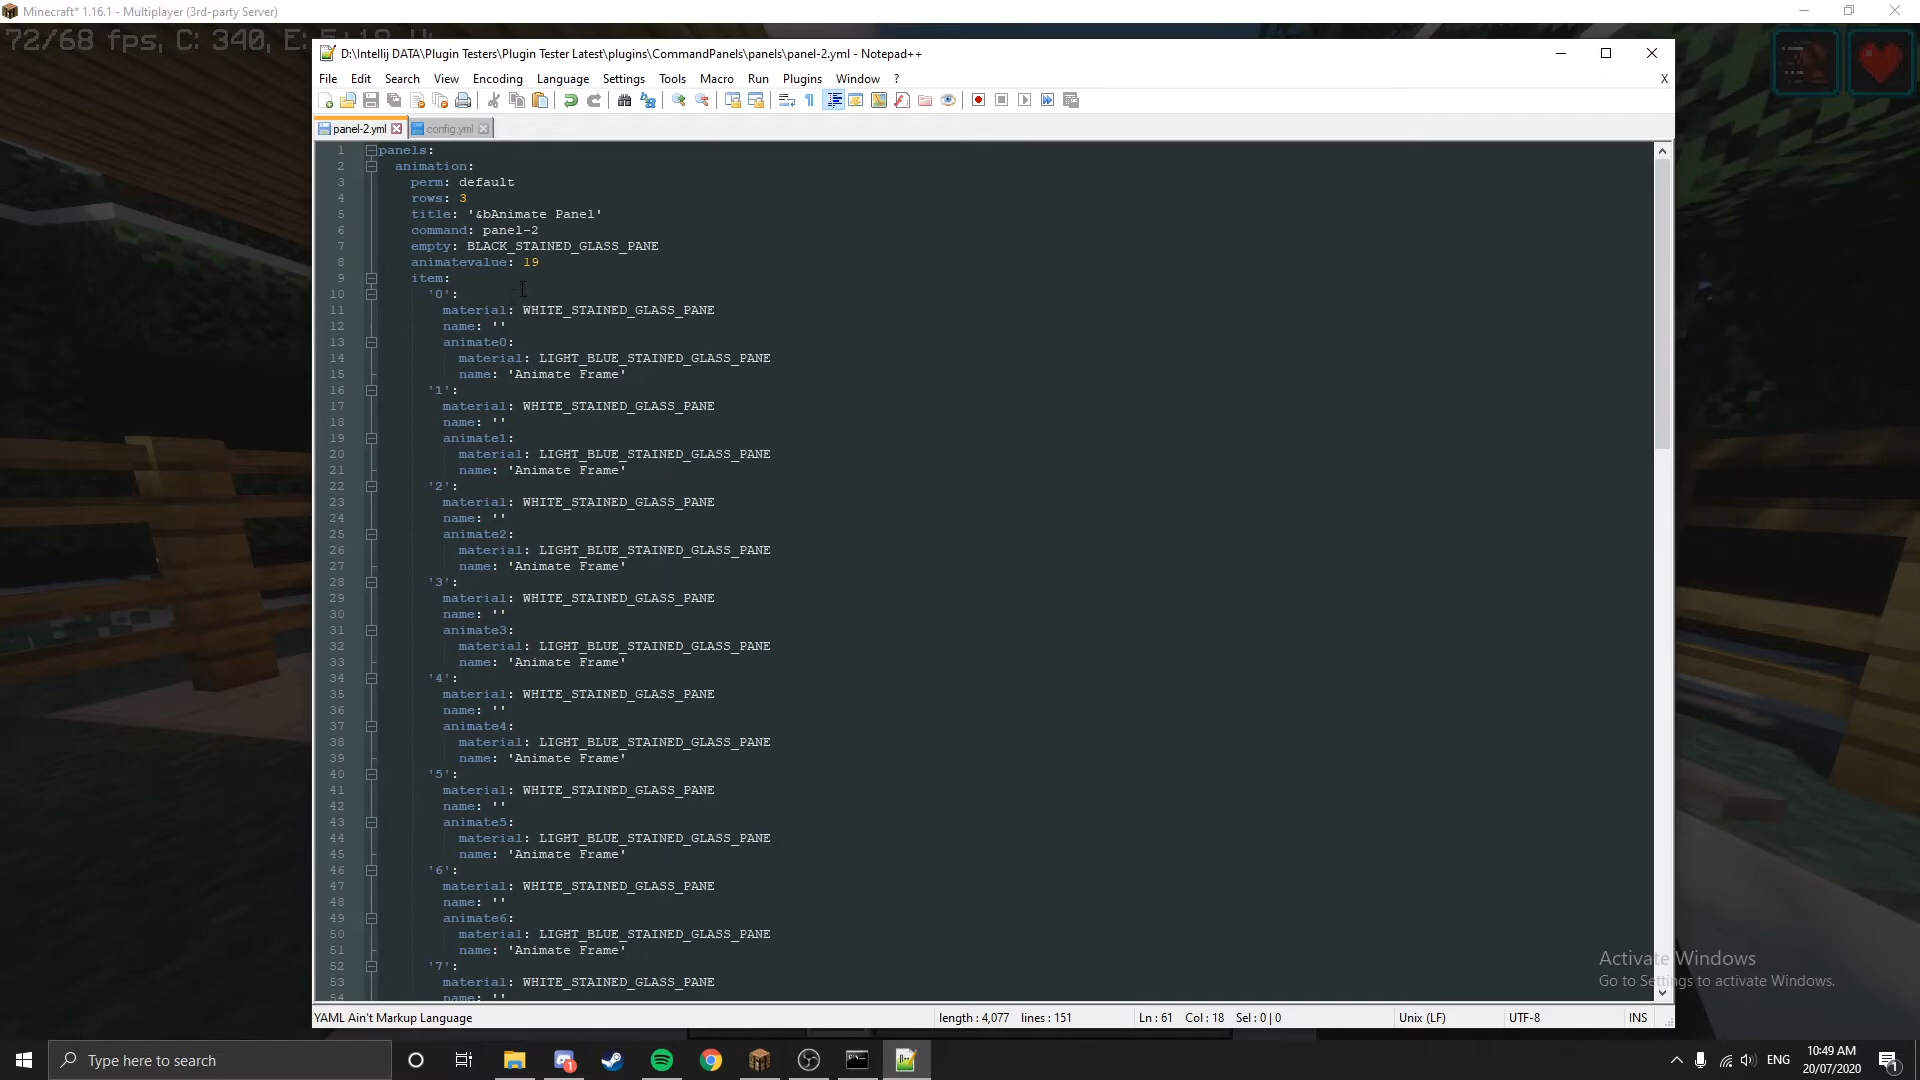 Minecraft* 1.16.1 - Multiplayer (3rd-party Server)
D:\Intellij DATA\Plugin Testers\Plugin Tester Latest\plugins\CommandPanels\panels\panel-2.yml - Notepad++
File Edit Search View Encoding Language Settings Tools Macro Run Plugins Window ? X
panel-2.yml config.yml
1 panels:
2 animation:
3 perm: default
4 rows: 3
5 title: '&bAnimate Panel'
6 command: panel-2
7 empty: BLACK_STAINED_GLASS_PANE
8 animatevalue: 19
9 item:
10 '0':
11 material: WHITE_STAINED_GLASS_PANE
12 name: ''
13 animate0:
14 material: LIGHT_BLUE_STAINED_GLASS_PANE
15 name: 'Animate Frame'
16 '1':
17 material: WHITE_STAINED_GLASS_PANE
18 name: ''
19 animate1:
20 material: LIGHT_BLUE_STAINED_GLASS_PANE
21 name: 'Animate Frame'
22 '2':
23 material: WHITE_STAINED_GLASS_PANE
24 name: ''
25 animate2:
26 material: LIGHT_BLUE_STAINED_GLASS_PANE
27 name: 'Animate Frame'
28 '3':
29 material: WHITE_STAINED_GLASS_PANE
30 name: ''
31 animate3:
32 material: LIGHT_BLUE_STAINED_GLASS_PANE
33 name: 'Animate Frame'
34 '4':
35 material: WHITE_STAINED_GLASS_PANE
36 name: ''
37 animate4:
38 material: LIGHT_BLUE_STAINED_GLASS_PANE
39 name: 'Animate Frame'
40 '5':
41 material: WHITE_STAINED_GLASS_PANE
42 name: ''
43 animate5:
44 material: LIGHT_BLUE_STAINED_GLASS_PANE
45 name: 'Animate Frame'
46 '6':
47 material: WHITE_STAINED_GLASS_PANE
48 name: ''
49 animate6:
50 material: LIGHT_BLUE_STAINED_GLASS_PANE
51 name: 'Animate Frame'
52 '7':
53 material: WHITE_STAINED_GLASS_PANE
54 name: ''
YAML Ain't Markup Language length : 4,077 lines : 151 Ln : 61 Col : 18 Sel : 0 | 0 Unix (LF) UTF-8 INS
72/68 fps, C: 340,
Activate Windows
Go to Settings to activate Windows.
Type here to search
ENG
10:49 AM
20/07/2020